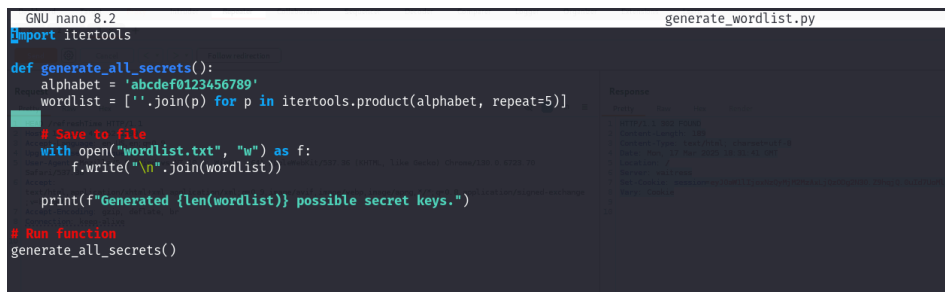 GNU nano 8.2 generate_wordlist.py
import itertools
def generate_all_secrets():
    alphabet = 'abcdef0123456789'
    wordlist = [''.join(p) for p in itertools.product(alphabet, repeat=5)]
    # Save to file
    with open("wordlist.txt", "w") as f:
        f.write("\n".join(wordlist))
    print(f"Generated {len(wordlist)} possible secret keys.")
# Run function
generate_all_secrets()